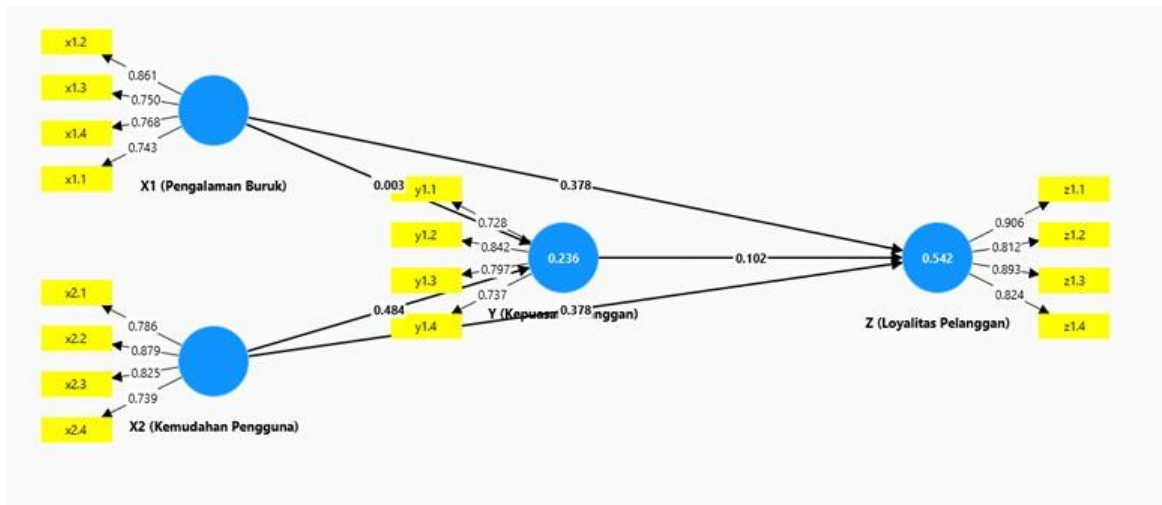 x1.2
0.861
x1.3
0.750
x1.4
0.768
0.743
x1.1
X1 (Pengalaman Buruk)
0.003
0.378
y1.1
0.728
y1.2
0.842
y1.3
0.797
0.737
y1.4
0.236
Y (Kepuasa
nggan)
0.102
0.484
0.378
x2.1
0.786
x2.2
0.879
x2.3
0.825
0.739
x2.4
X2 (Kemudahan Pengguna)
z1.1
0.906
z1.2
0.812
0.542
0.893
z1.3
0.824
z1.4
Z (Loyalitas Pelanggan)